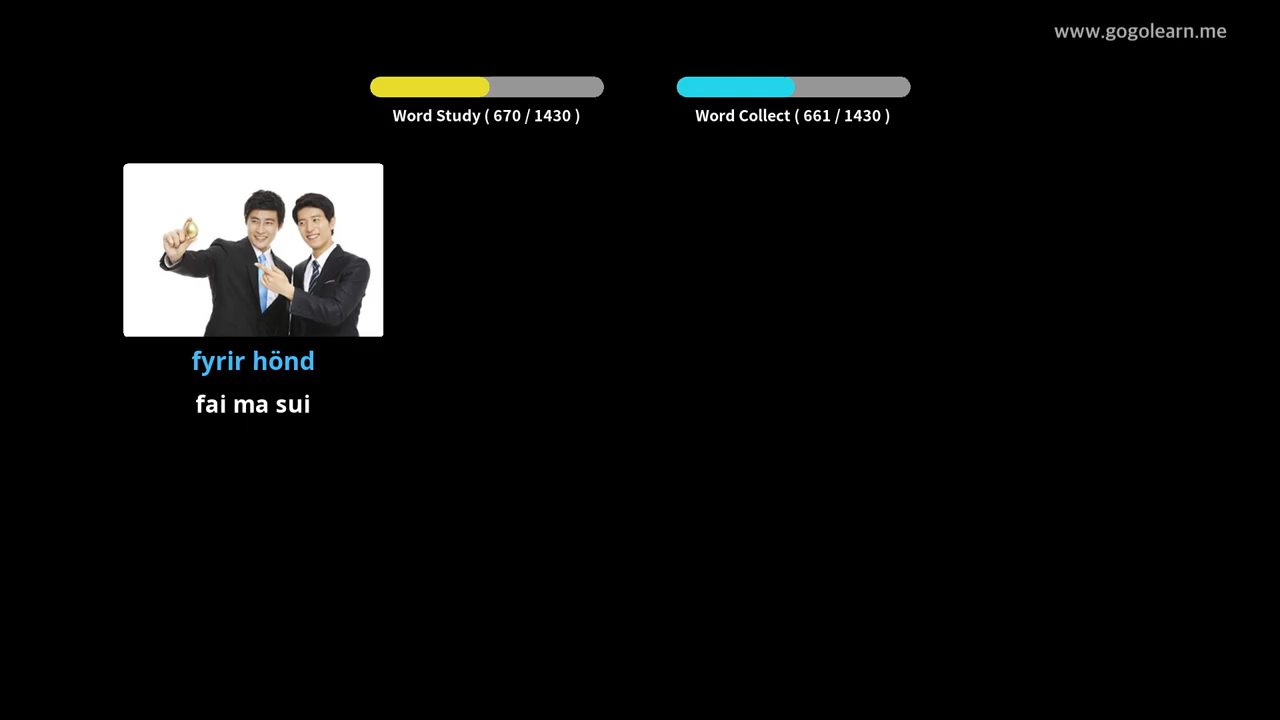 www.gogolearn.me
Word Study ( 670 / 1430 )
Word Collect ( 661 / 1430 )
fyrir hönd
fai ma sui